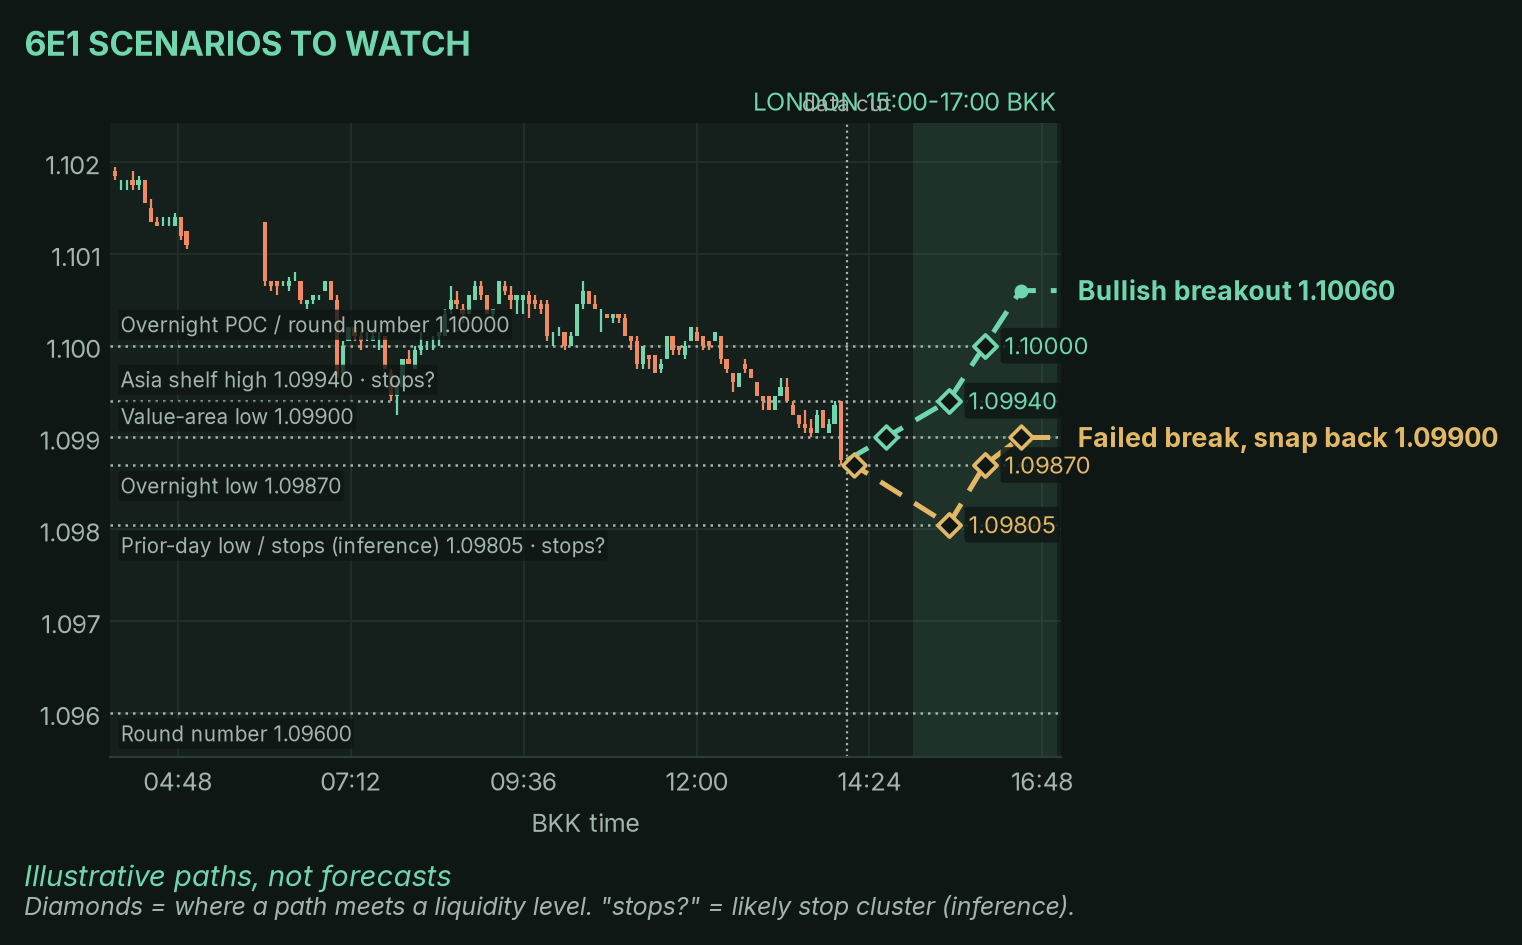 6E1 SCENARIOS TO WATCH
LONDON 15:00-17:00 BKK
data cut
1.102
1.101
1.100
1.099
1.098
1.097
1.096
Overnight POC / round number 1.10000
Asia shelf high 1.09940 · stops?
Value-area low 1.09900
Overnight low 1.09870
Prior-day low / stops (inference) 1.09805 · stops?
Round number 1.09600
Bullish breakout 1.10060
1.10000
1.09940
Failed break, snap back 1.09900
1.09870
1.09805
04:48 07:12 09:36 12:00 14:24 16:48
BKK time
Illustrative paths, not forecasts
Diamonds = where a path meets a liquidity level. "stops?" = likely stop cluster (inference).